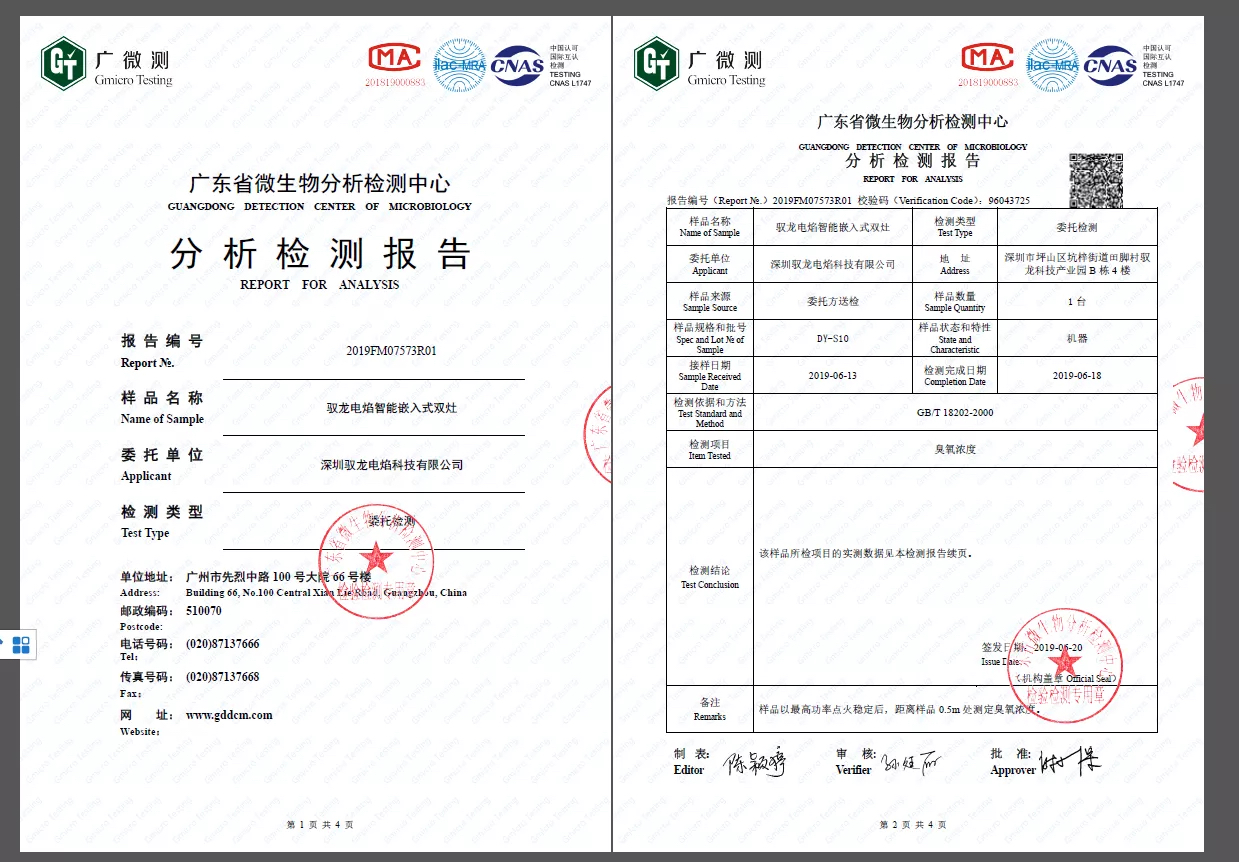 广 微 测
Gmicro Testing
MA
201819000883
ilac-MRA
CNAS
中国认可
国际互认
检测
TESTING
CNAS L1747
广东省微生物分析检测中心
GUANGDONG DETECTION CENTER OF MICROBIOLOGY
分 析 检 测 报 告
REPORT FOR ANALYSIS
报 告 编 号
Report №.
2019FM07573R01
样 品 名 称
Name of Sample
驭龙电焰智能嵌入式双灶
委 托 单 位
Applicant
深圳驭龙电焰科技有限公司
检 测 类 型
Test Type
委托检测
单位地址： 广州市先烈中路 100 号大院 66 号楼
Address: Building 66, No.100 Central Xian Lie Road, Guangzhou, China
邮政编码： 510070
Postcode:
电话号码： (020)87137666
Tel:
传真号码： (020)87137668
Fax:
网 址： www.gddcm.com
Website:
第 1 页 共 4 页
广 微 测
Gmicro Testing
MA
201819000883
ilac-MRA
CNAS
中国认可
国际互认
检测
TESTING
CNAS L1747
广东省微生物分析检测中心
GUANGDONG DETECTION CENTER OF MICROBIOLOGY
分 析 检 测 报 告
REPORT FOR ANALYSIS
报告编号（Report №.）2019FM07573R01 校验码（Verification Code）：96043725
样品名称
Name of Sample
驭龙电焰智能嵌入式双灶
检测类型
Test Type
委托检测
委托单位
Applicant
深圳驭龙电焰科技有限公司
地 址
Address
深圳市坪山区坑梓街道田脚村驭
龙科技产业园 B 栋 4 楼
样品来源
Sample Source
委托方送检
样品数量
Sample Quantity
1 台
样品规格和批号
Spec and Lot № of
Sample
DY-S10
样品状态和特性
State and
Characteristic
机器
接样日期
Sample Received
Date
2019-06-13
检测完成日期
Completion Date
2019-06-18
检测依据和方法
Test Standard and
Method
GB/T 18202-2000
检测项目
Item Tested
臭氧浓度
检测结论
Test Conclusion
该样品所检项目的实测数据见本检测报告续页。
签发日期： 2019-06-20
Issue Date:
（机构盖章 Official Seal）
检验检测专用章
备注
Remarks
样品以最高功率点火稳定后，距离样品 0.5m 处测定臭氧浓度。
制 表:
Editor
审 核:
Verifier
批 准:
Approver
第 2 页 共 4 页